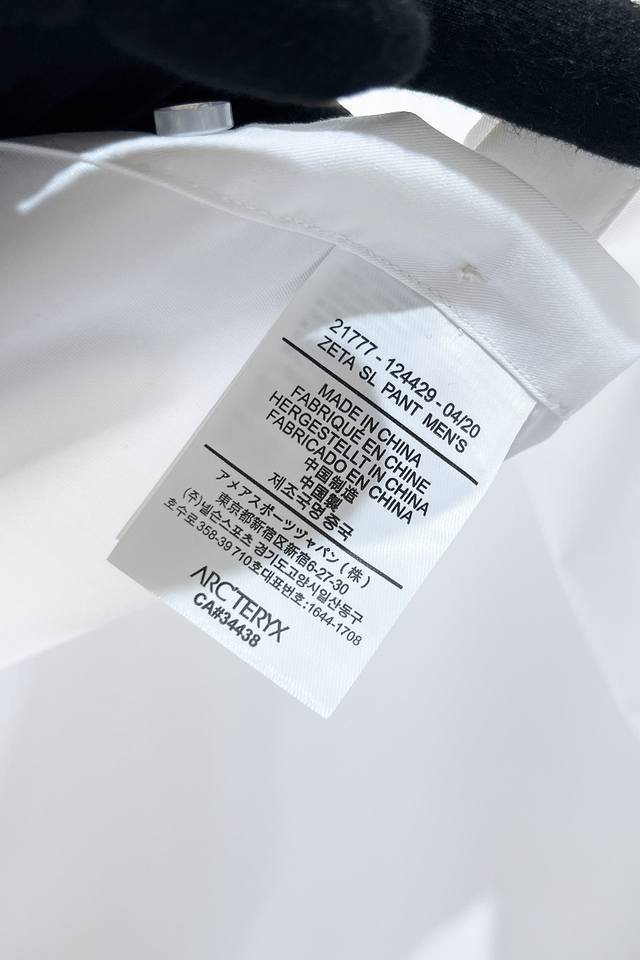 21777 - 124429 - 04/20
ZETA SL PANT MEN'S
MADE IN CHINA
FABRIQUÉ EN CHINE
HERGESTELLT IN CHINA
FABRICADO EN CHINA
中国制造
中国製
제조국명중국
アメアスポーツジャパン (株)
東京都新宿区新宿6-27-30
(주)넬슨스포츠 경기도고양시일산동구
호수로 358-39 710호대표번호:1644-1708
ARC'TERYX
CA#34438